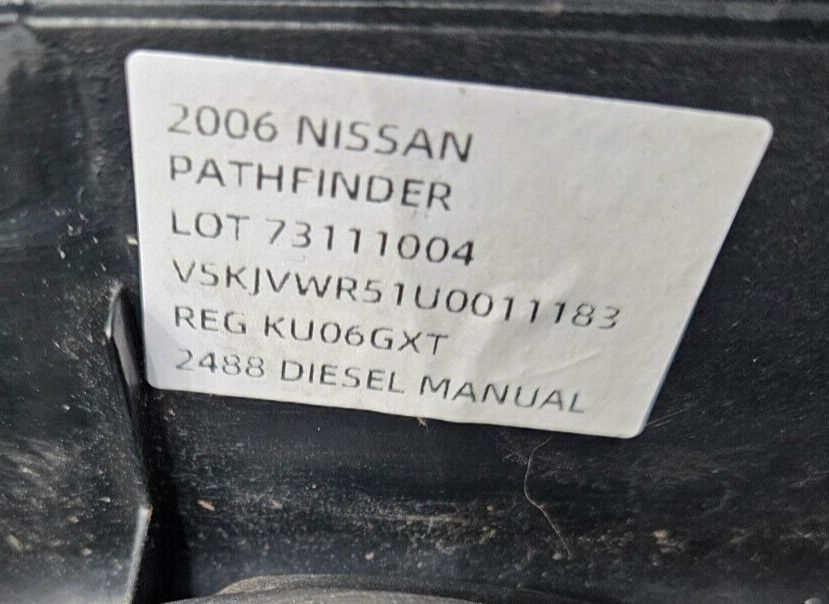 2006 NISSAN
PATHFINDER
LOT 73111004
VSKJVWR51U0011183
REG KU06GXT
2488 DIESEL MANUAL